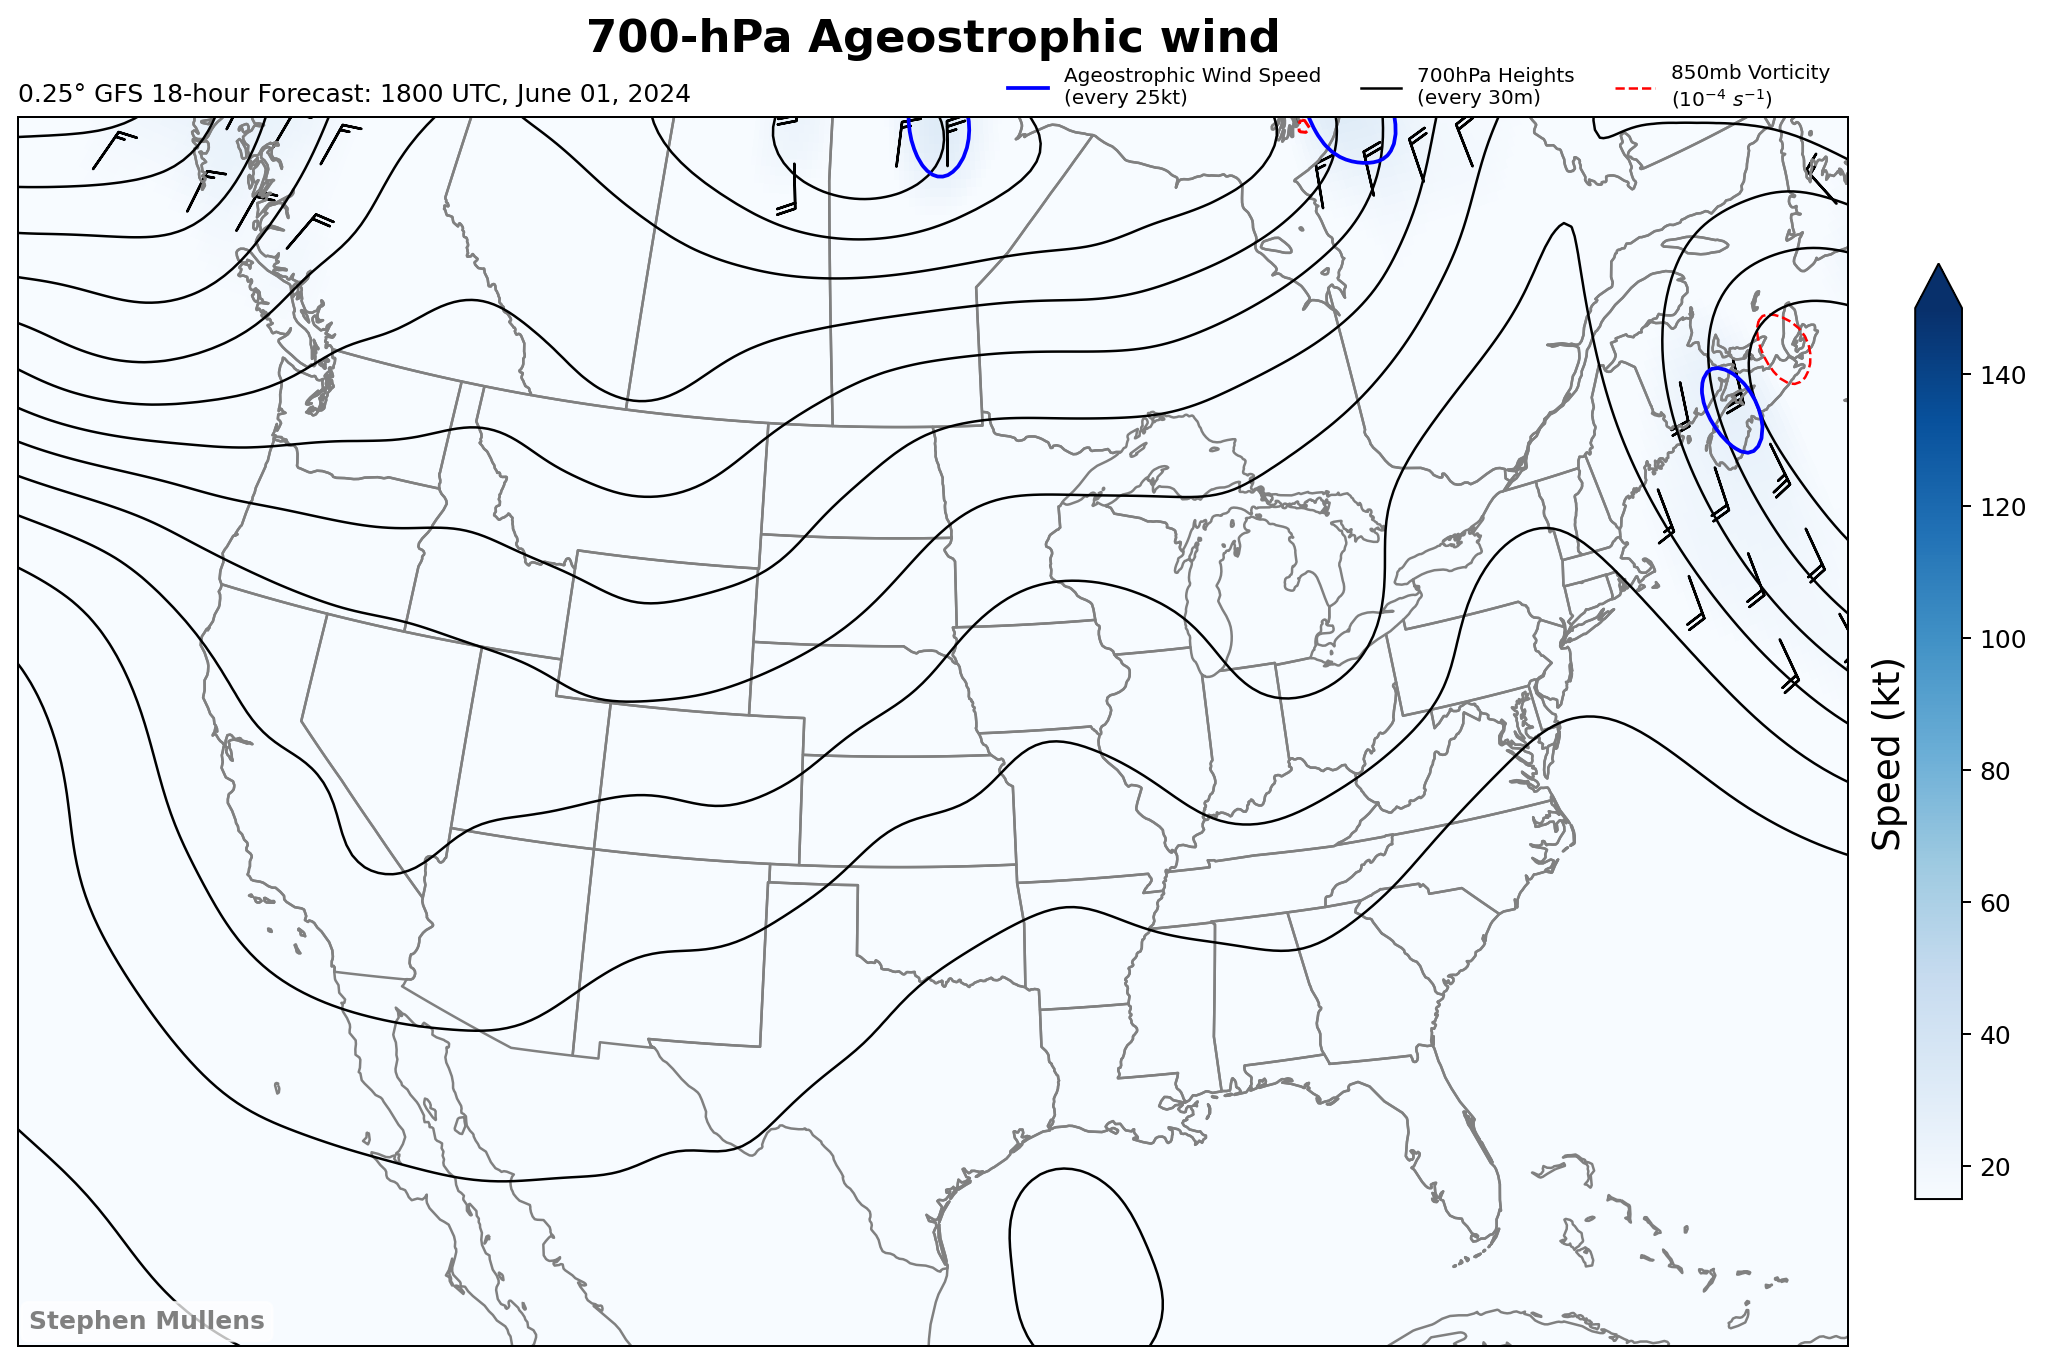 700-hPa Ageostrophic wind
0.25° GFS 18-hour Forecast: 1800 UTC, June 01, 2024
Ageostrophic Wind Speed
(every 25kt)
700hPa Heights
(every 30m)
850mb Vorticity
(10⁻⁴ s⁻¹)
140
120
100
80
60
40
20
Speed (kt)
Stephen Mullens